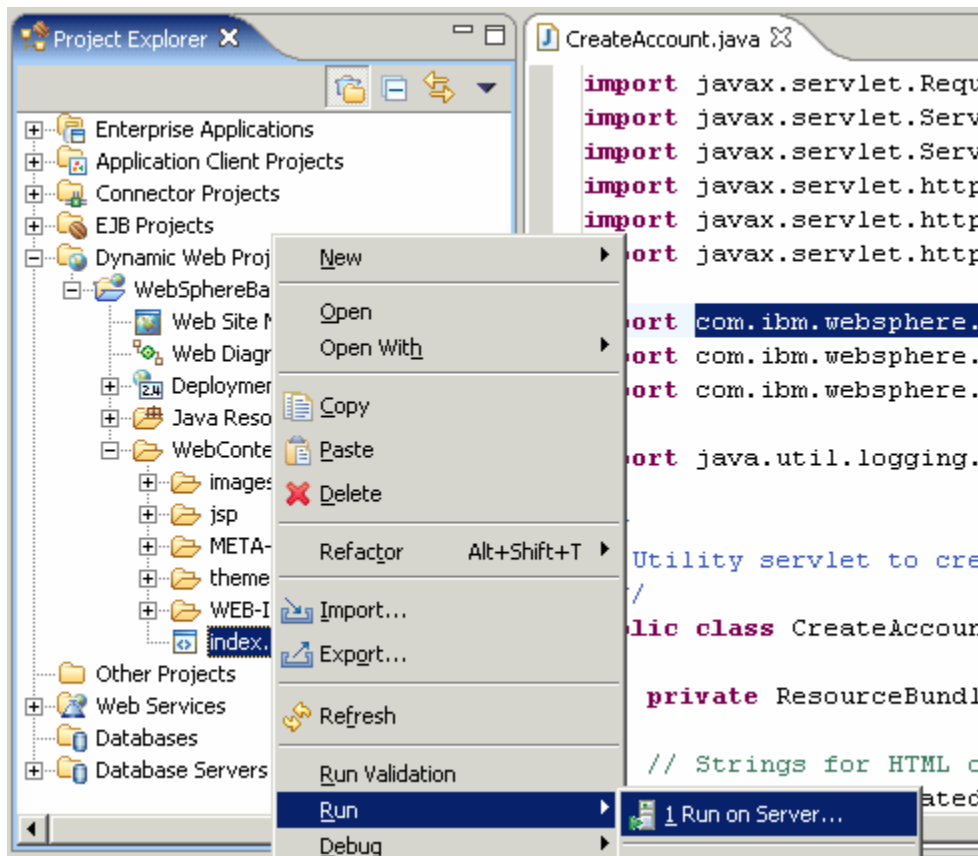 Project Explorer
CreateAccount.java
Enterprise Applications
Application Client Projects
Connector Projects
EJB Projects
Dynamic Web Proj
WebSphereBa
Web Site
Web Diagr
Deploymer
2.4
Java Reso
WebConte
images
jsp
META-
theme
WEB-I
index.
Other Projects
Web Services
Databases
Database Servers
New
Open
Open With
Copy
Paste
Delete
Refactor Alt+Shift+T
Import...
Export...
Refresh
Run Validation
Run
Debug
1 Run on Server...
import javax.servlet.Requ
import javax.servlet.Serv
import javax.servlet.Serv
import javax.servlet.http
import javax.servlet.http
port javax.servlet.http
ort com.ibm.websphere.
ort com.ibm.websphere.
ort com.ibm.websphere.
ort java.util.logging.
Utility servlet to cre
/
lic class CreateAccoun
private ResourceBundl
// Strings for HTML
ated